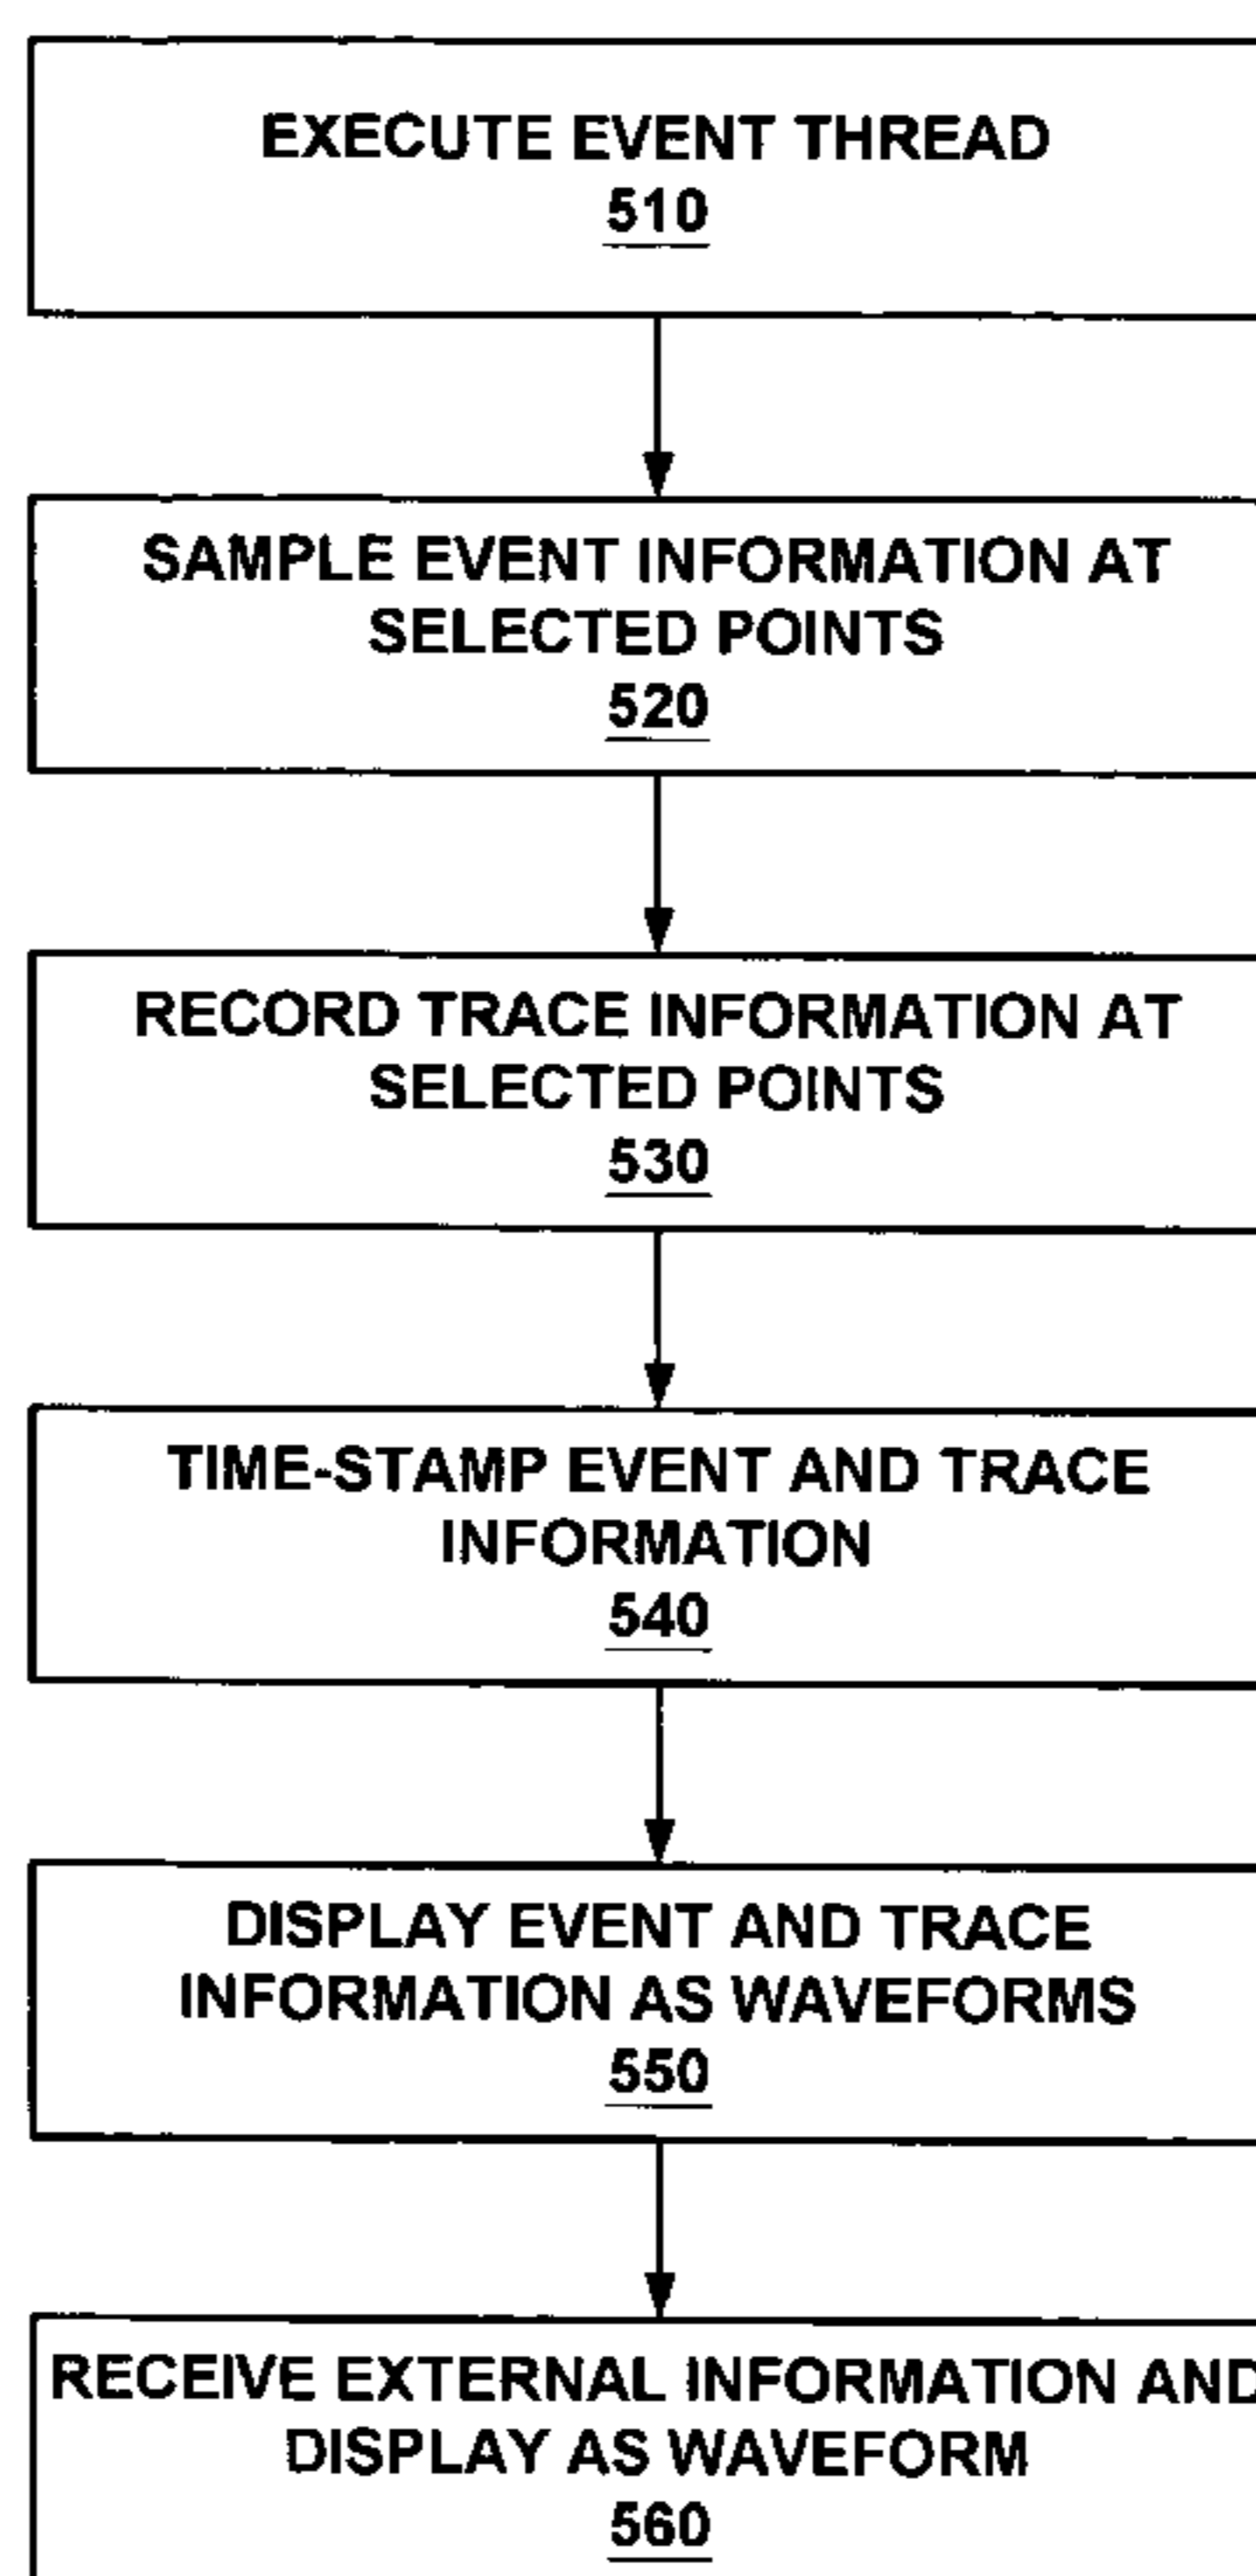 EXECUTE EVENT THREAD
510
SAMPLE EVENT INFORMATION AT
SELECTED POINTS
520
RECORD TRACE INFORMATION AT
SELECTED POINTS
530
TIME-STAMP EVENT AND TRACE
INFORMATION
540
DISPLAY EVENT AND TRACE
INFORMATION AS WAVEFORMS
550
RECEIVE EXTERNAL INFORMATION AND
DISPLAY AS WAVEFORM
560